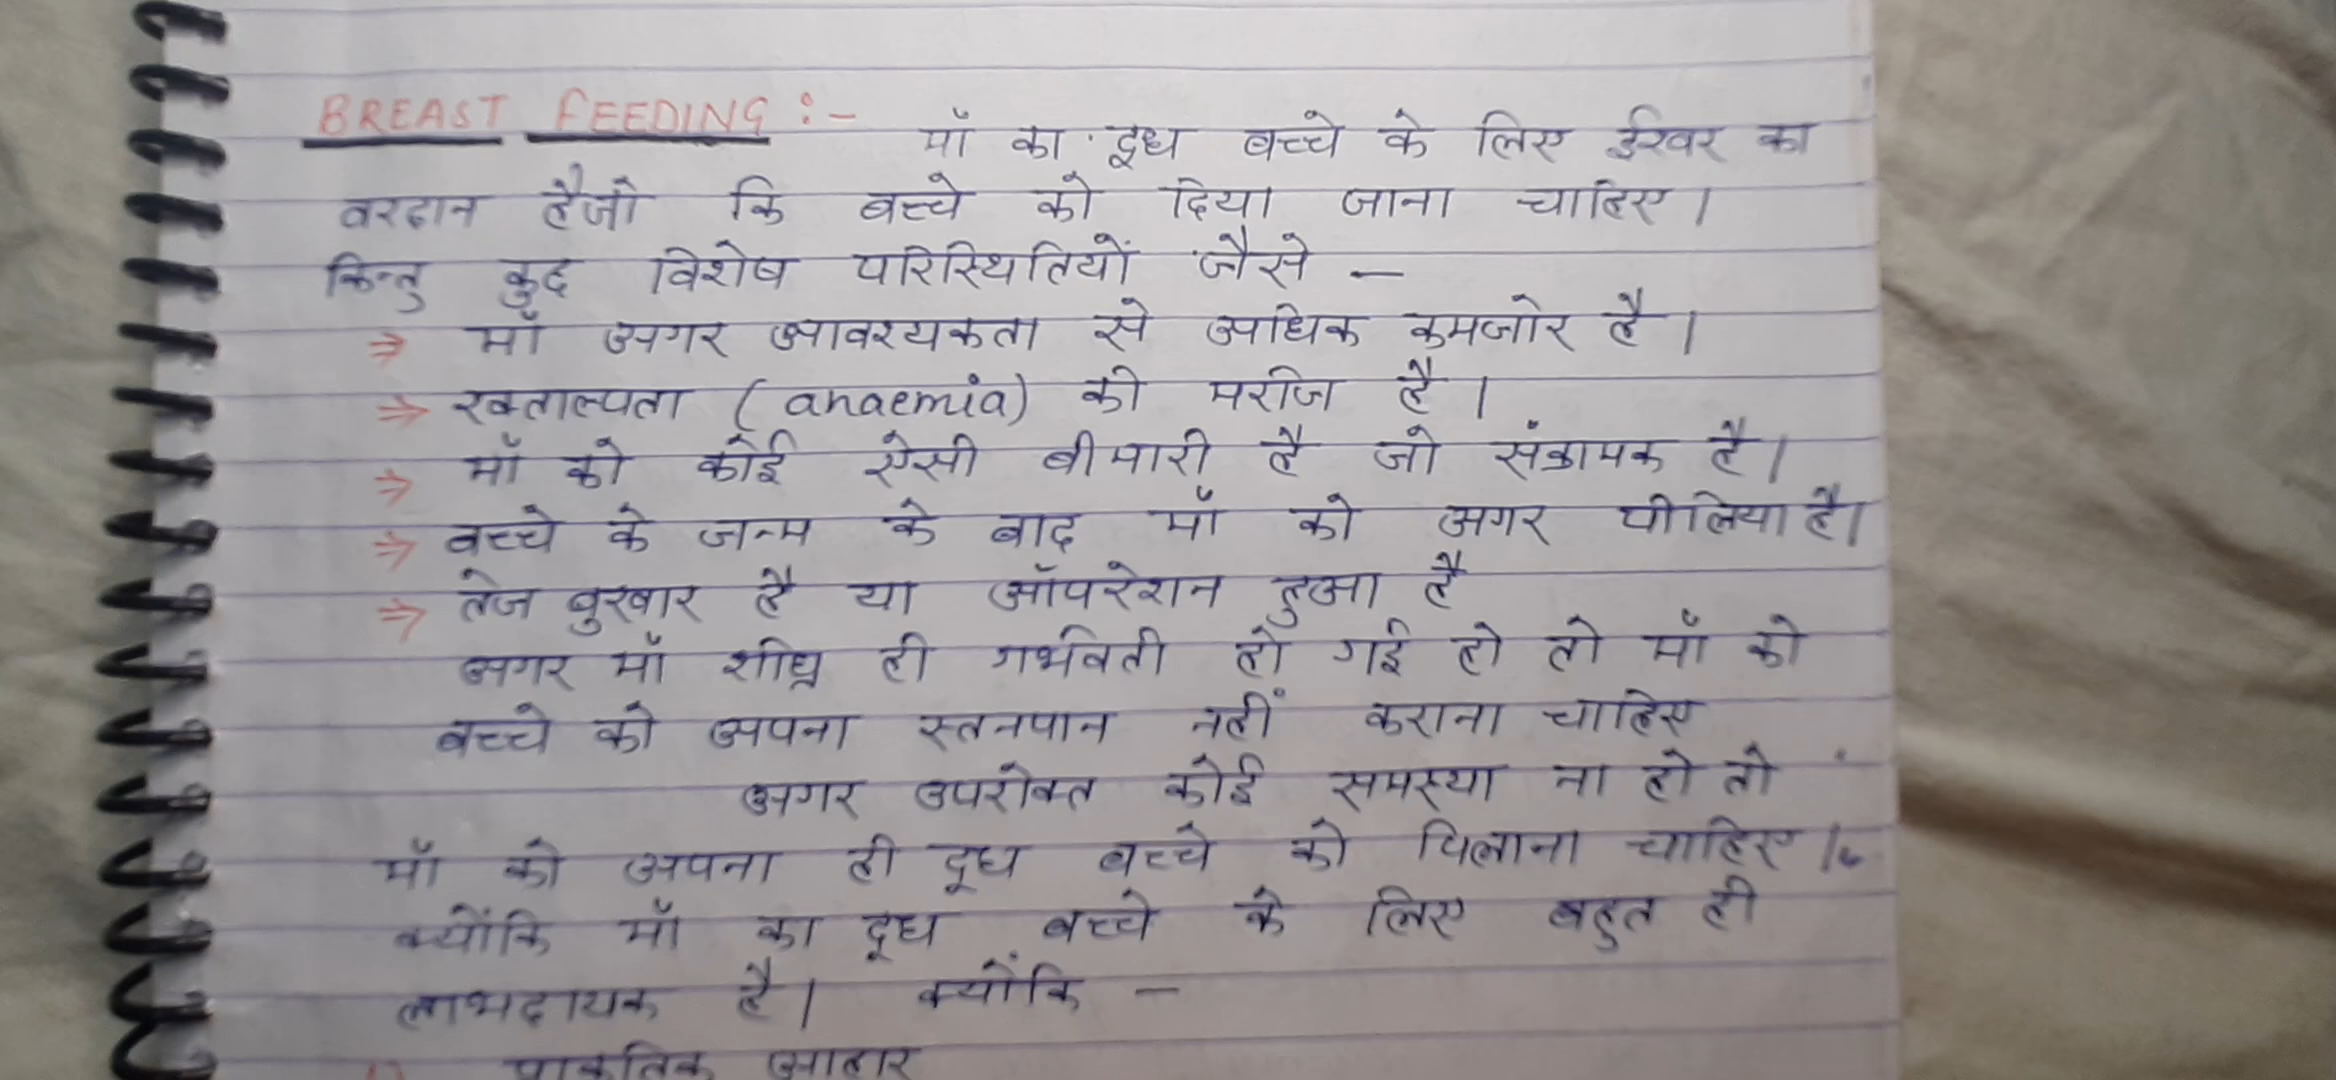 BREAST FEEDING :- माँ का दूध बच्चे के लिए ईश्वर का
वरदान है जो कि बच्चे को दिया जाना चाहिए।
किन्तु कुछ विशेष परिस्थितियों जैसे –
⇒ माँ अगर आवश्यकता से अधिक कमजोर है।
⇒ रक्ताल्पता (anaemia) की मरीज है।
⇒ माँ को कोई ऐसी बीमारी है जो संक्रामक है।
⇒ बच्चे के जन्म के बाद माँ को अगर पीलिया है।
⇒ तेज बुखार है या ऑपरेशन हुआ है
अगर माँ शीघ्र ही गर्भवती हो गई हो तो माँ को
बच्चे को अपना स्तनपान नहीं कराना चाहिए
अगर उपरोक्त कोई समस्या ना हो तो
माँ को अपना ही दूध बच्चे को पिलाना चाहिए।
क्योंकि माँ का दूध बच्चे के लिए बहुत ही
लाभदायक है। क्योंकि –
प्राकृतिक आहार